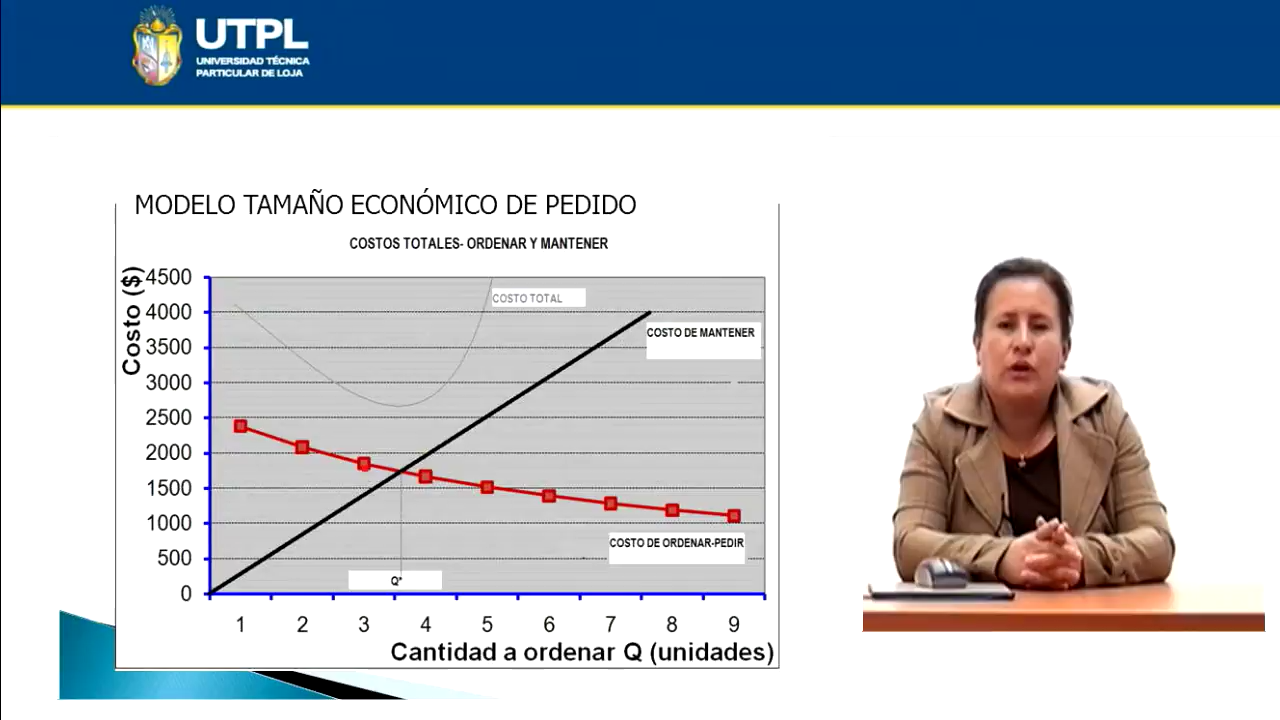 UTPL
UNIVERSIDAD TÉCNICA
PARTICULAR DE LOJA
MODELO TAMAÑO ECONÓMICO DE PEDIDO
COSTOS TOTALES- ORDENAR Y MANTENER
Costo ($)
4500
4000
3500
3000
2500
2000
1500
1000
500
0
COSTO TOTAL
COSTO DE MANTENER
COSTO DE ORDENAR-PEDIR
Q*
1 2 3 4 5 6 7 8 9
Cantidad a ordenar Q (unidades)